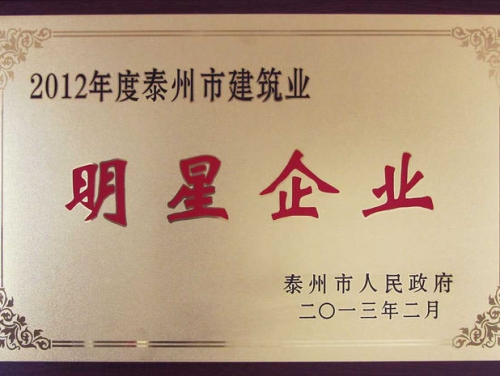 2012年度泰州市建筑业
明星企业
泰州市人民政府
二〇一三年二月